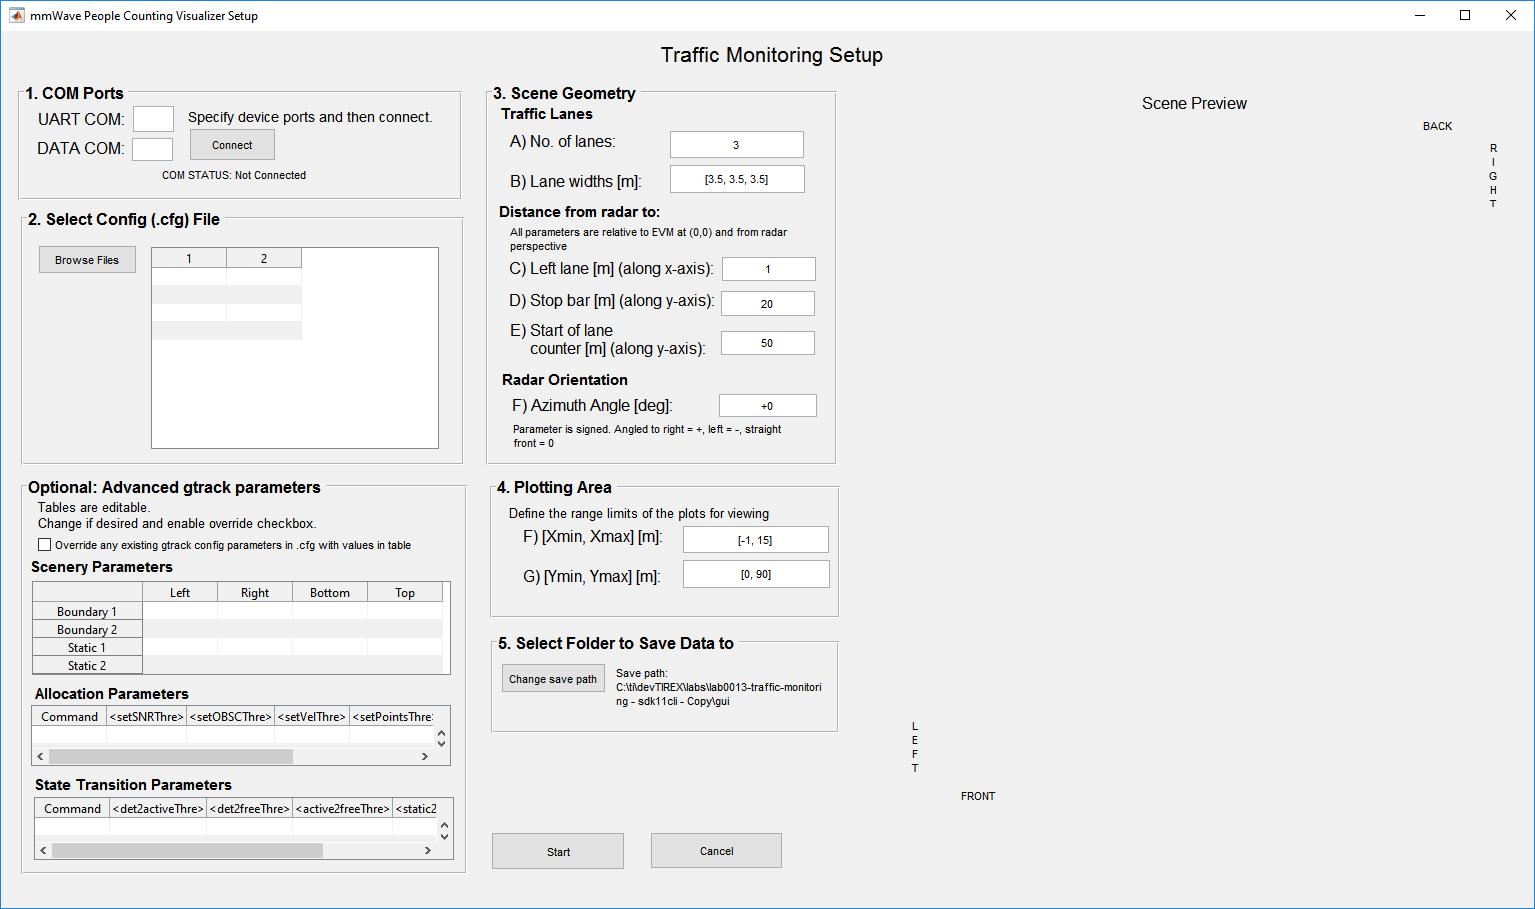 mmWave People Counting Visualizer Setup
Traffic Monitoring Setup
1. COM Ports
UART COM:
Specify device ports and then connect.
DATA COM:
Connect
COM STATUS: Not Connected
2. Select Config (.cfg) File
Browse Files
1 2
Optional: Advanced gtrack parameters
Tables are editable.
Change if desired and enable override checkbox.
Override any existing gtrack config parameters in .cfg with values in table
Scenery Parameters
Left Right Bottom Top
Boundary 1
Boundary 2
Static 1
Static 2
Allocation Parameters
Command <setSNRThre> <setOBSCThre> <setVelThre> <setPointsThre>
State Transition Parameters
Command <det2activeThre> <det2freeThre> <active2freeThre> <static2
3. Scene Geometry
Traffic Lanes
A) No. of lanes: 3
B) Lane widths [m]: [3.5, 3.5, 3.5]
Distance from radar to:
All parameters are relative to EVM at (0,0) and from radar
perspective
C) Left lane [m] (along x-axis): 1
D) Stop bar [m] (along y-axis): 20
E) Start of lane
counter [m] (along y-axis): 50
Radar Orientation
F) Azimuth Angle [deg]: +0
Parameter is signed. Angled to right = +, left = -, straight
front = 0
4. Plotting Area
Define the range limits of the plots for viewing
F) [Xmin, Xmax] [m]: [-1, 15]
G) [Ymin, Ymax] [m]: [0, 90]
5. Select Folder to Save Data to
Change save path
Save path:
C:\ti\devTIREX\labs\lab0013-traffic-monitori
ng - sdk11cli - Copy\gui
Start
Cancel
Scene Preview
BACK
RIGHT
LEFT
FRONT